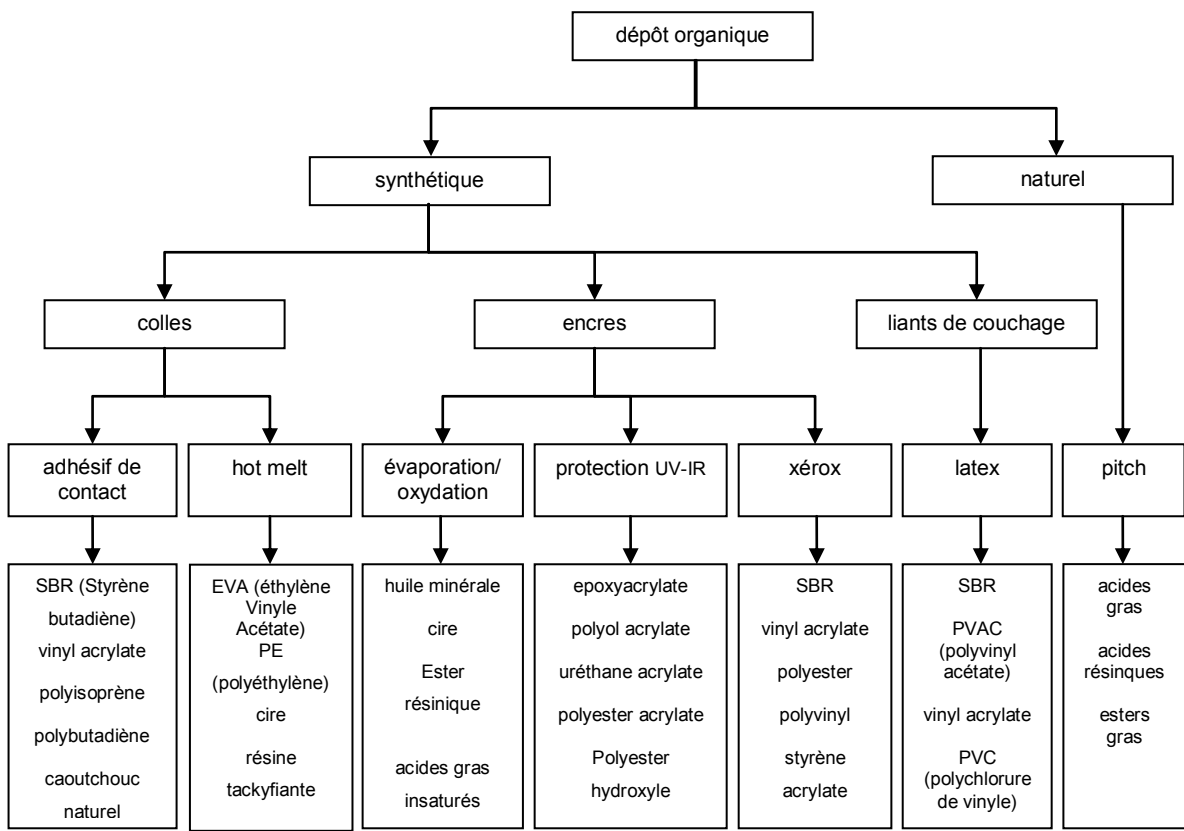 dépôt organique
synthétique
naturel
colles
encres
liants de couchage
adhésif de
contact
hot melt
évaporation/
oxydation
protection UV-IR
xérox
latex
pitch
SBR (Styrène
butadiène)
vinyl acrylate
polyisoprène
polybutadiène
caoutchouc
naturel
EVA (éthylène
Vinyle
Acétate)
PE
(polyéthylène)
cire
résine
tackyfiante
huile minérale
cire
Ester
résinique
acides gras
insaturés
epoxyacrylate
polyol acrylate
uréthane acrylate
polyester acrylate
Polyester
hydroxyle
SBR
vinyl acrylate
polyester
polyvinyl
styrène
acrylate
SBR
PVAC
(polyvinyl
acétate)
vinyl acrylate
PVC
(polychlorure
de vinyle)
acides
gras
acides
résinques
esters
gras